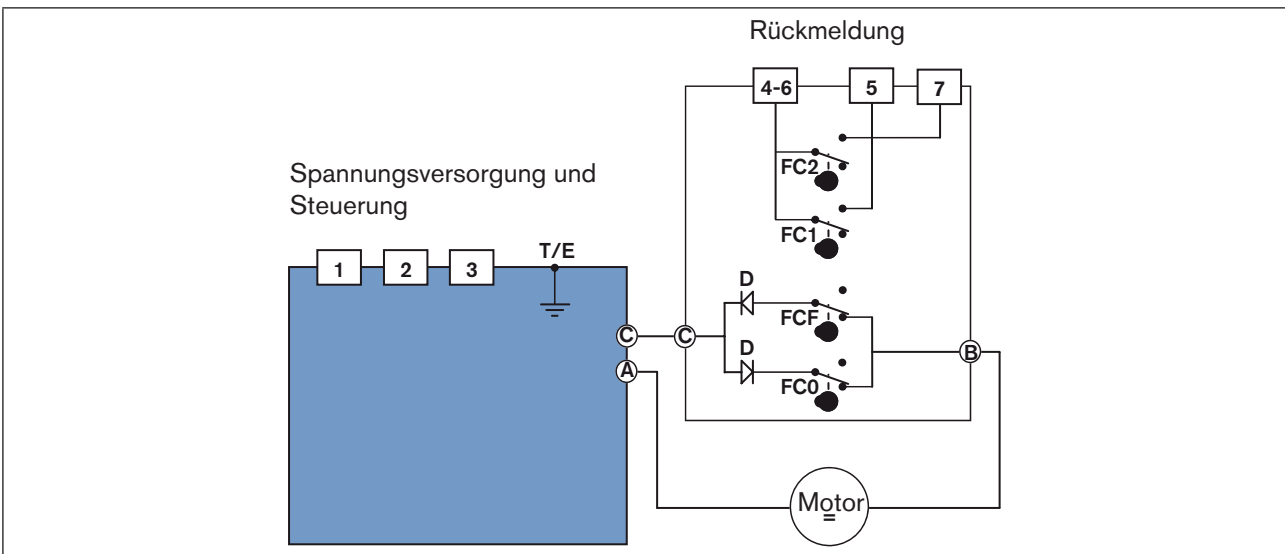 Rückmeldung
4-6 5 7
FC2
Spannungsversorgung und
Steuerung
FC1
1 2 3 T/E
D
FCF
C C
D
B
A
FC0
Motor
=